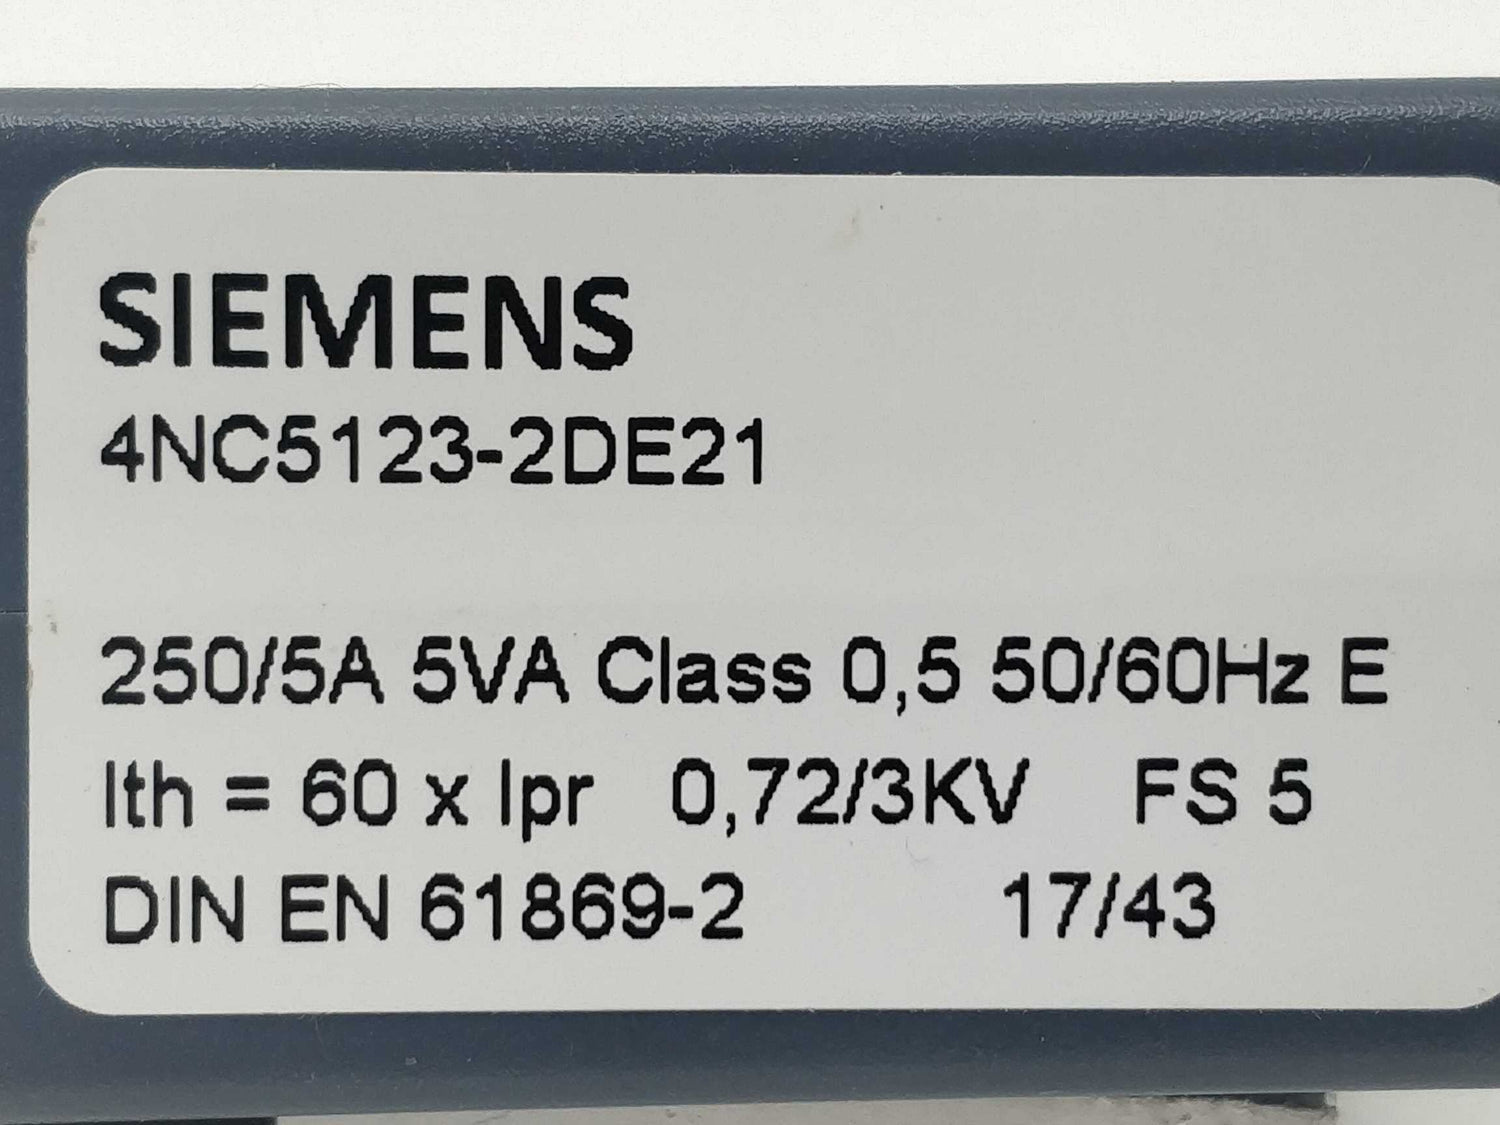 SIEMENS
4NC5123-2DE21
250/5A 5VA Class 0,5 50/60Hz E
Ith = 60 x Ipr 0,72/3KV FS 5
DIN EN 61869-2 17/43